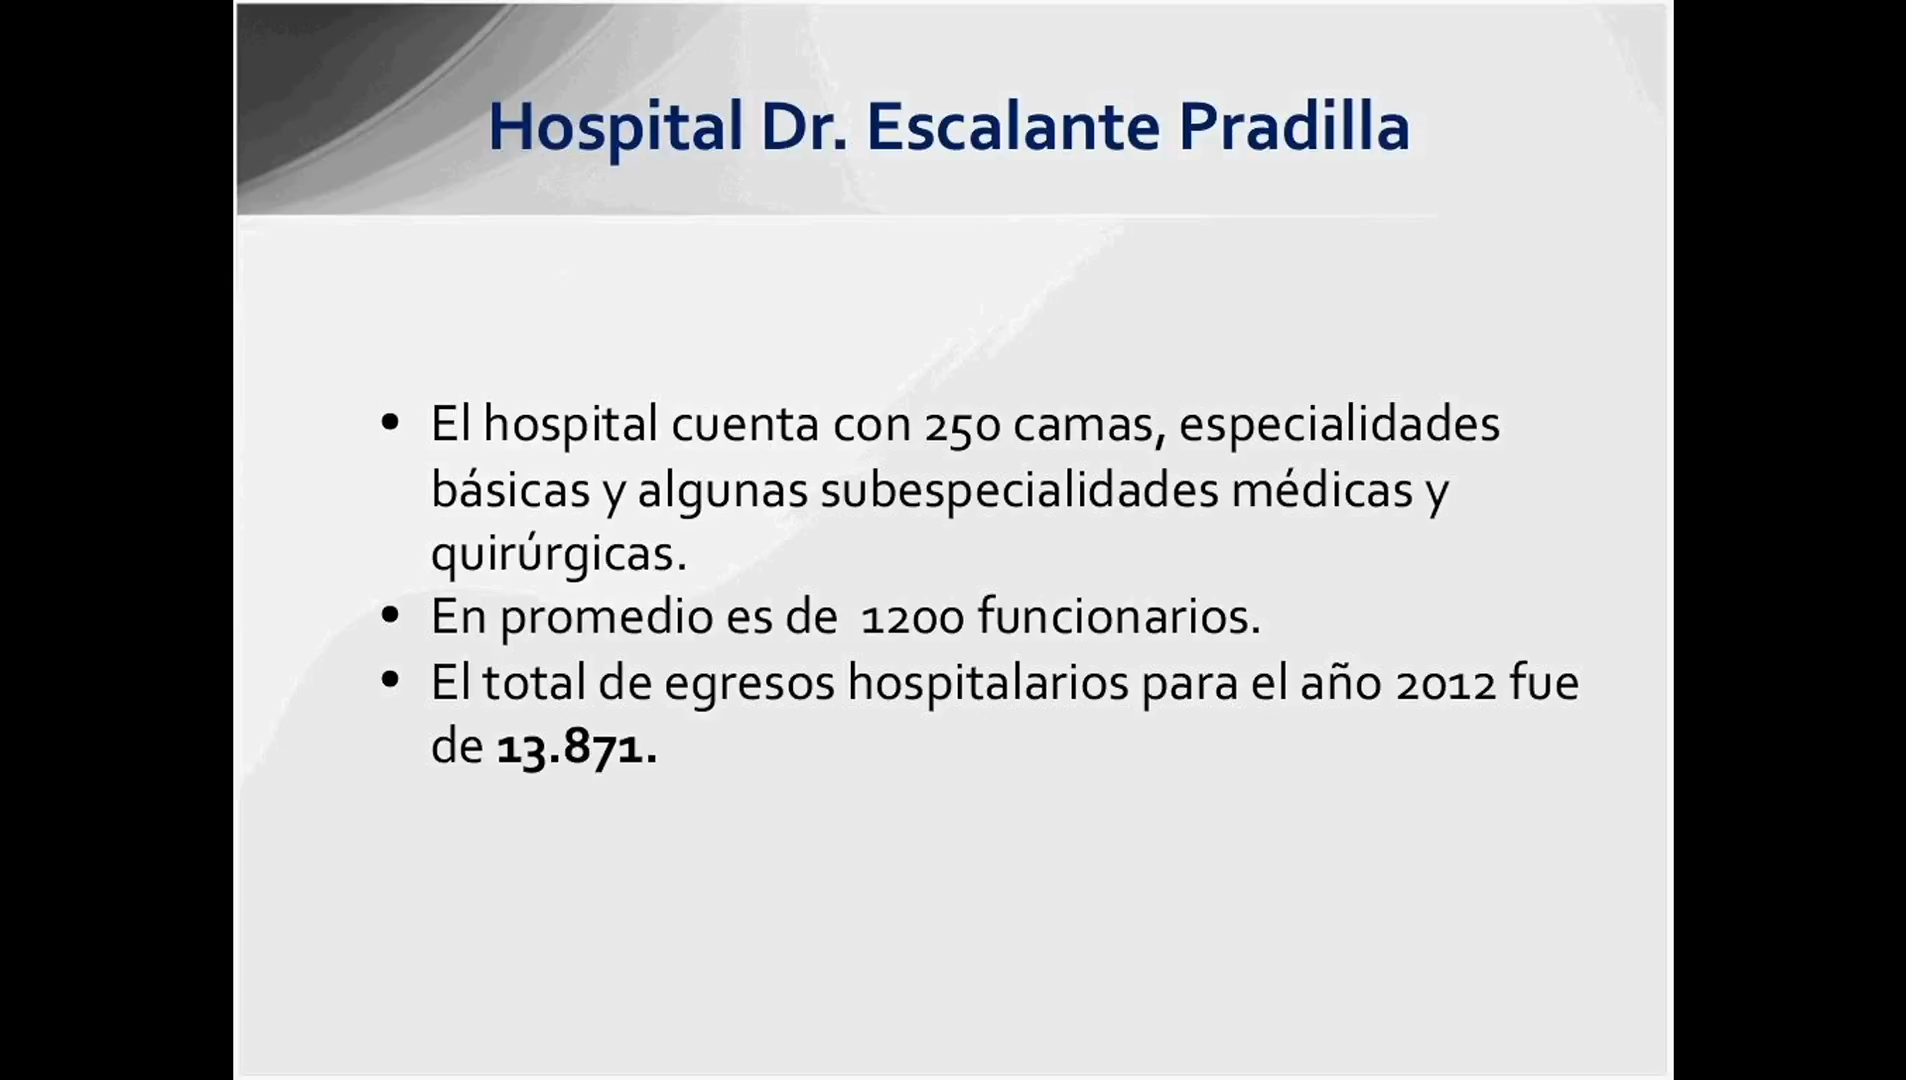 Hospital Dr. Escalante Pradilla
• El hospital cuenta con 250 camas, especialidades
básicas y algunas subespecialidades médicas y
quirúrgicas.
• En promedio es de  1200 funcionarios.
• El total de egresos hospitalarios para el año 2012 fue
de 13.871.